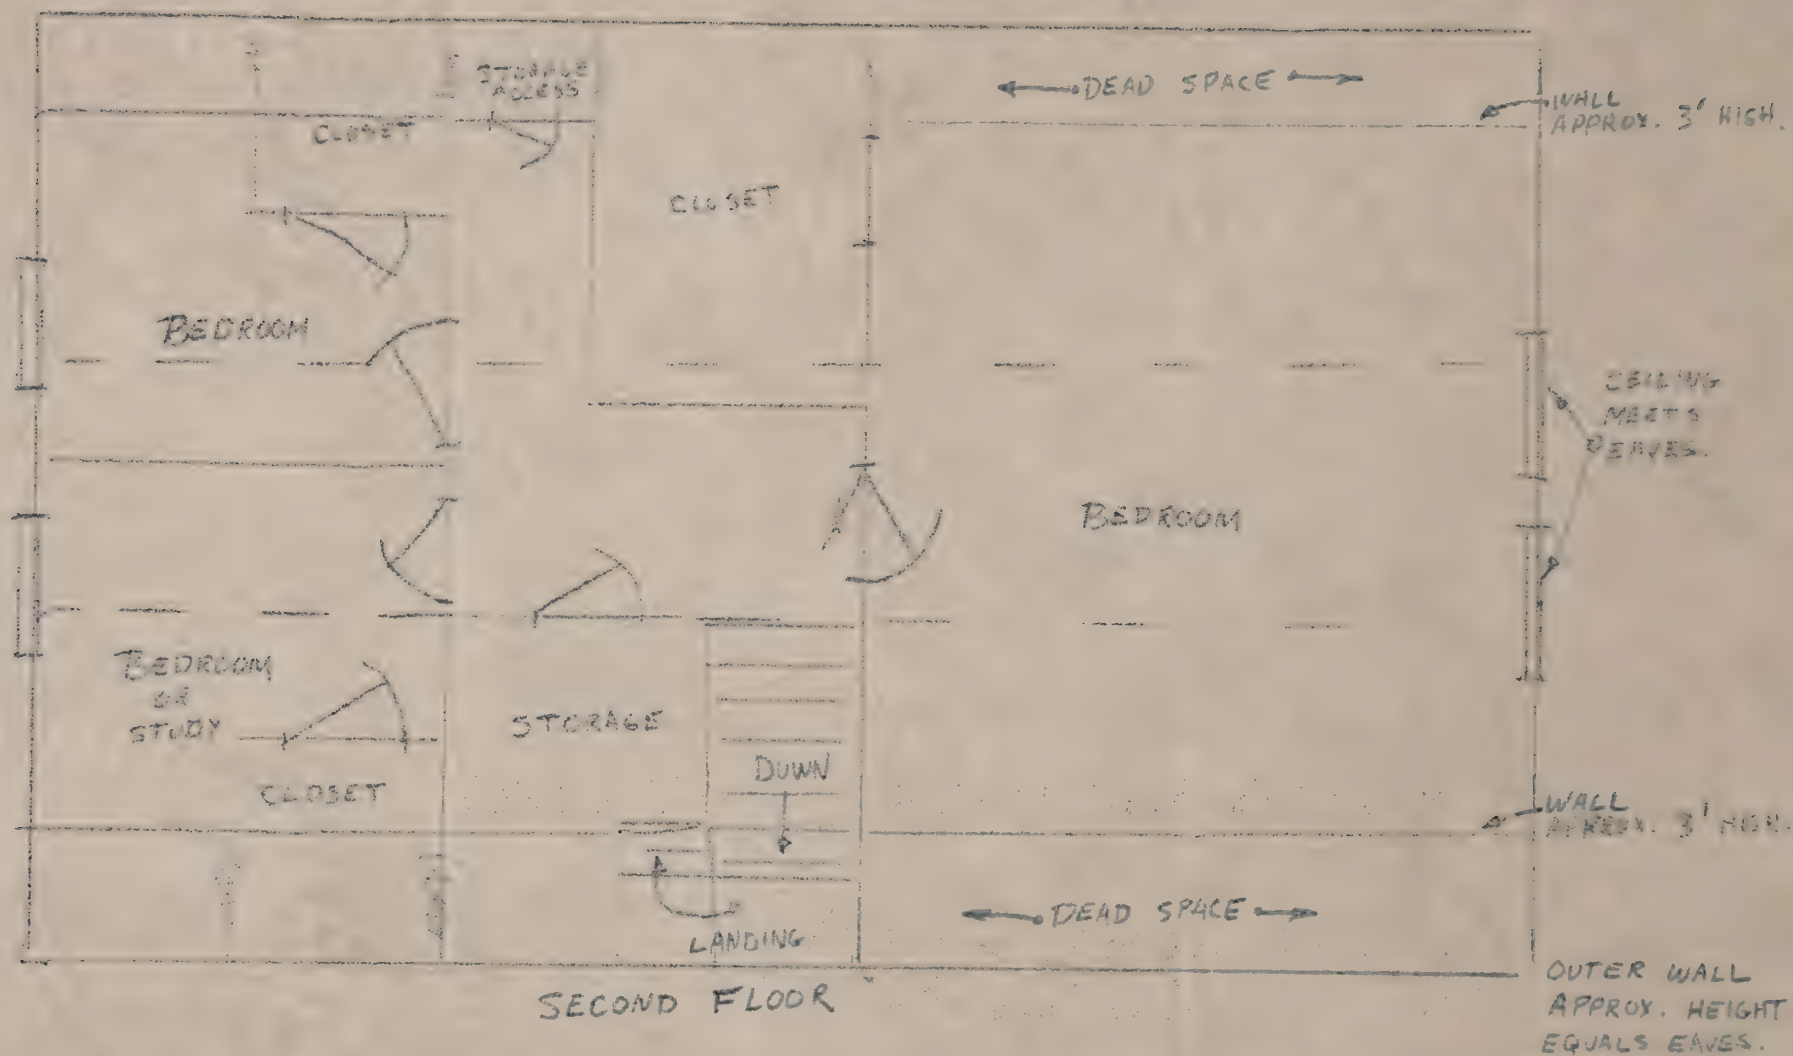 STORAGE
ACCESS
DEAD SPACE
WALL
APPROX. 3' HIGH.
CLOSET
CLOSET
BEDROOM
CEILING
MEETS
EAVES.
BEDROOM
BEDROOM
OR
STUDY
STORAGE
DOWN
CLOSET
WALL
APPROX. 3' HIGH.
DEAD SPACE
LANDING
SECOND FLOOR
OUTER WALL
APPROX. HEIGHT
EQUALS EAVES.